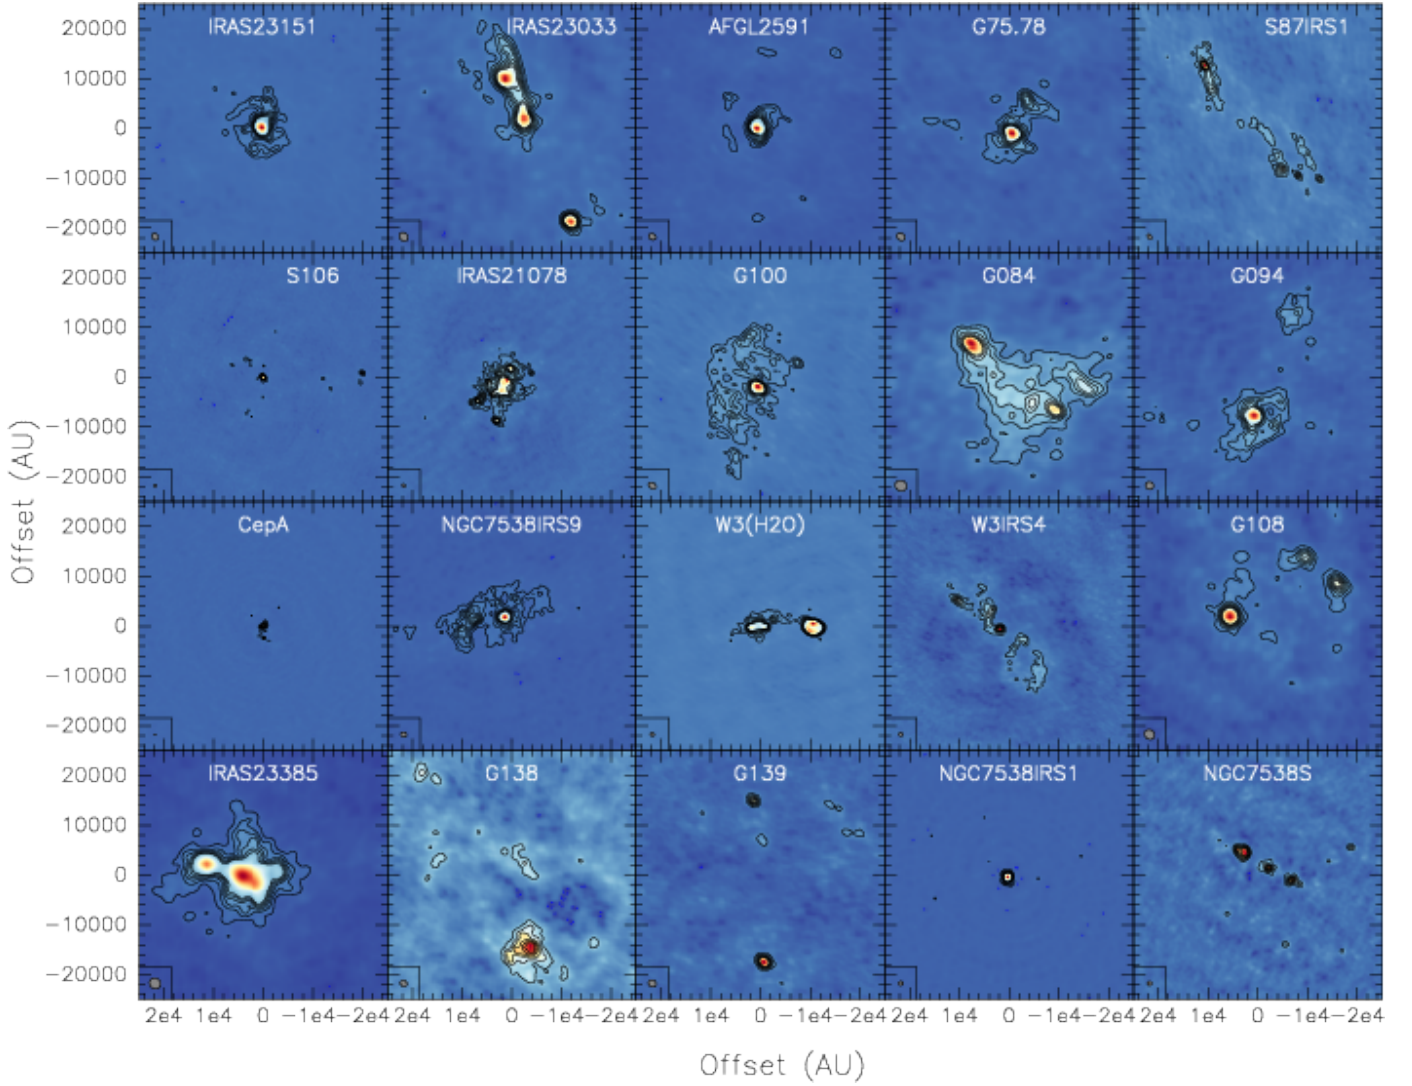 IRAS23151 IRAS23033 AFGL2591 G75.78 S87IRS1
20000
10000
0
−10000
−20000
S106 IRAS21078 G100 G084 G094
20000
10000
0
−10000
−20000
CepA NGC7538IRS9 W3(H2O) W3IRS4 G108
20000
10000
0
−10000
−20000
IRAS23385 G138 G139 NGC7538IRS1 NGC7538S
20000
10000
0
−10000
−20000
2e4 1e4 0 −1e4 −2e4 2e4 1e4 0 −1e4 −2e4 2e4 1e4 0 −1e4 −2e4 2e4 1e4 0 −1e4 −2e4 2e4 1e4 0 −1e4 −2e4
Offset (AU)
Offset (AU)